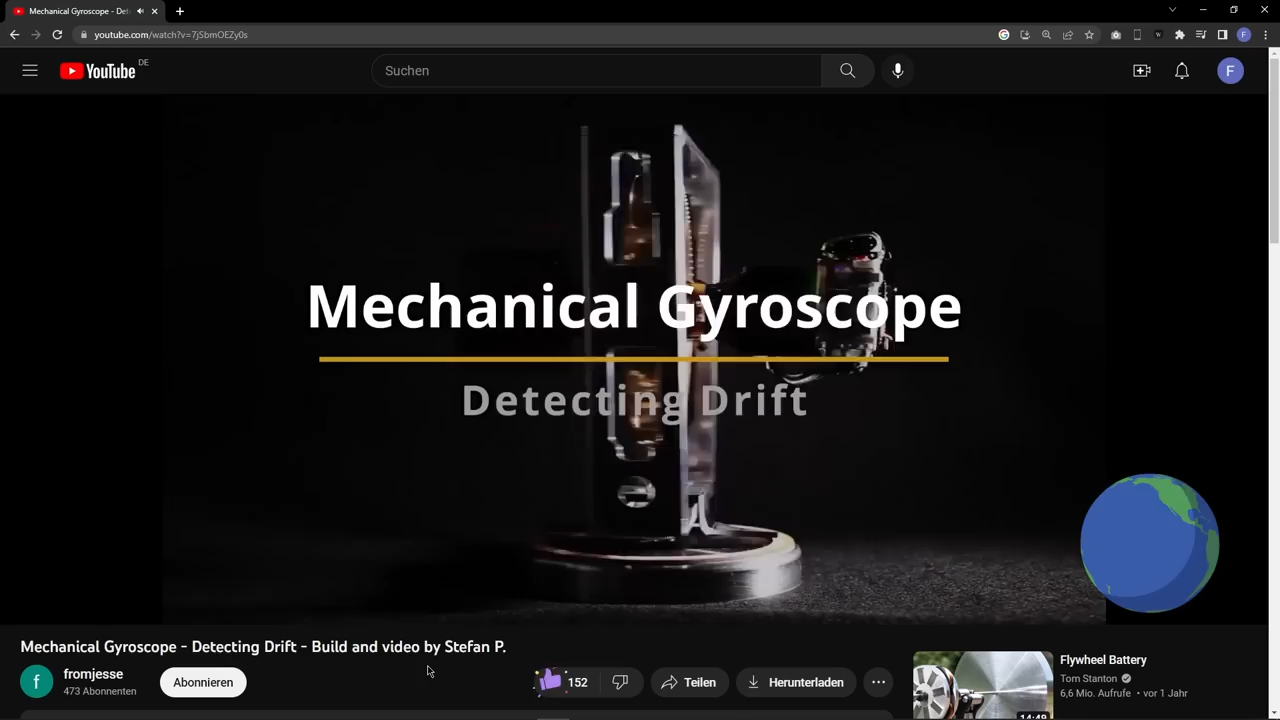 Mechanical Gyroscope - Det
youtube.com/watch?v=7jSbmOEZy0s
F
YouTube DE
Suchen
F
Mechanical Gyroscope
Detecting Drift
Mechanical Gyroscope - Detecting Drift - Build and video by Stefan P.
f
fromjesse
473 Abonnenten
Abonnieren
152
Teilen
Herunterladen
14:49
Flywheel Battery
Tom Stanton
6,6 Mio. Aufrufe • vor 1 Jahr